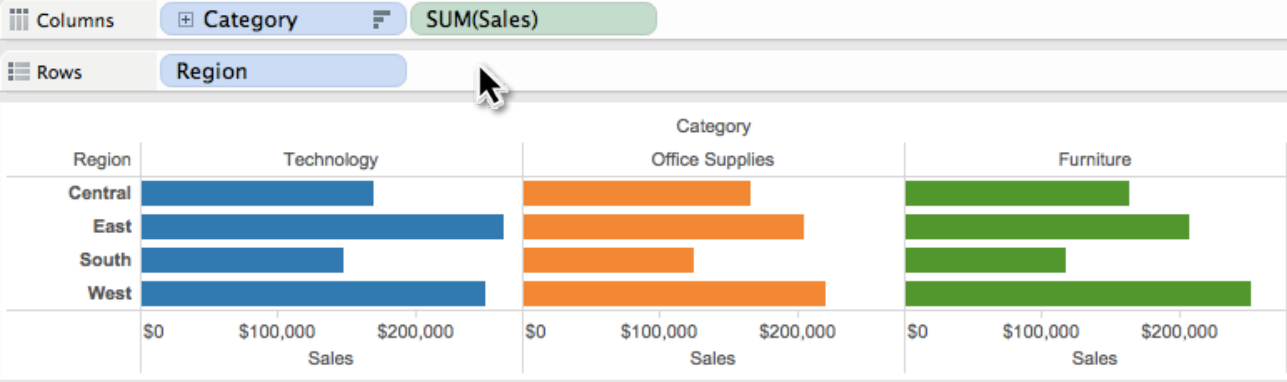 Columns Category SUM(Sales)
Rows Region
Category
Region Technology Office Supplies Furniture
Central
East
South
West
$0 $100,000 $200,000 $0 $100,000 $200,000 $0 $100,000 $200,000
Sales Sales Sales